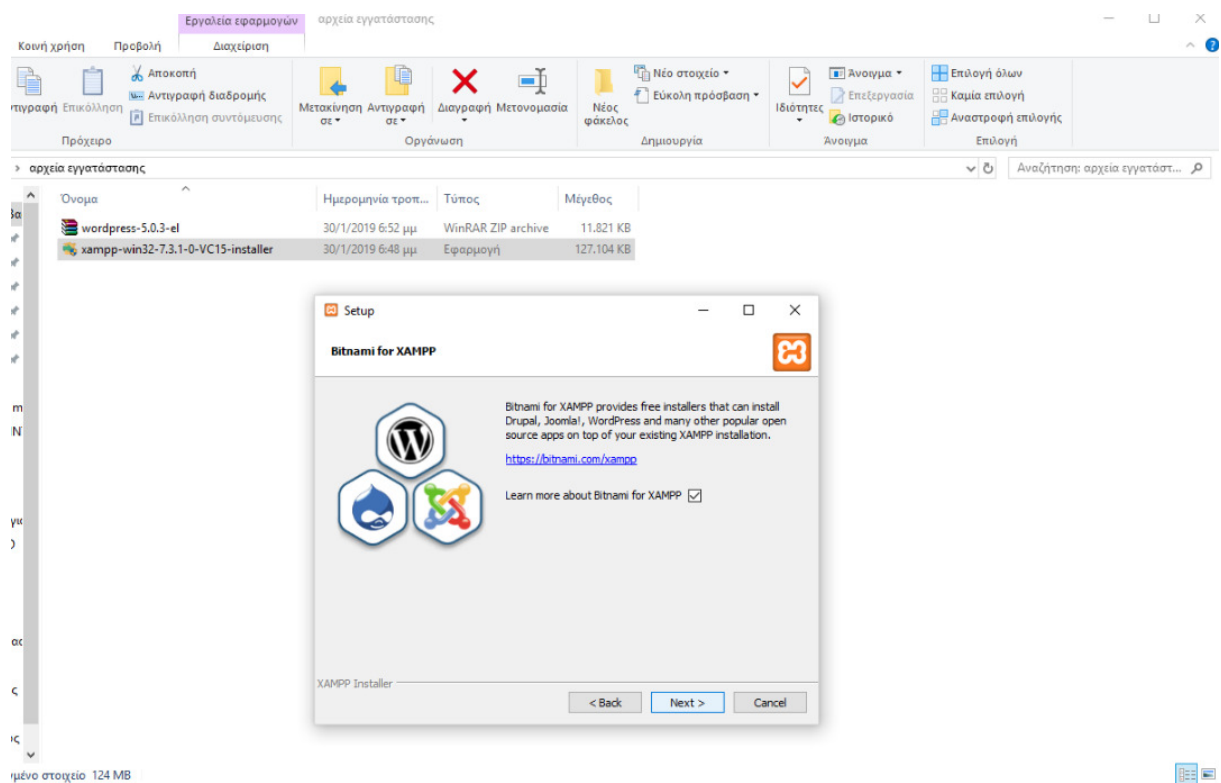 Εργαλεία εφαρμογών αρχεία εγγατάστασης
Κοινή χρήση Προβολή Διαχείριση
Αποκοπή
Αντιγραφή διαδρομής
Επικόλληση συντόμευσης
Επικόλληση
Πρόχειρο
Μετακίνηση σε
Αντιγραφή σε
Διαγραφή
Μετονομασία
Οργάνωση
Νέος φάκελος
Νέο στοιχείο
Εύκολη πρόσβαση
Δημιουργία
Ιδιότητες
Άνοιγμα
Επεξεργασία
Ιστορικό
Άνοιγμα
Επιλογή όλων
Καμία επιλογή
Αναστροφή επιλογής
Επιλογή
› αρχεία εγγατάστασης
Αναζήτηση: αρχεία εγγατάστ...
Όνομα Ημερομηνία τροπ... Τύπος Μέγεθος
wordpress-5.0.3-el 30/1/2019 6:52 μμ WinRAR ZIP archive 11.821 KB
xampp-win32-7.3.1-0-VC15-installer 30/1/2019 6:48 μμ Εφαρμογή 127.104 KB
Setup
Bitnami for XAMPP
Bitnami for XAMPP provides free installers that can install
Drupal, Joomla!, WordPress and many other popular open
source apps on top of your existing XAMPP installation.
https://bitnami.com/xampp
Learn more about Bitnami for XAMPP
XAMPP Installer
< Back Next > Cancel
στοιχείο 124 MB